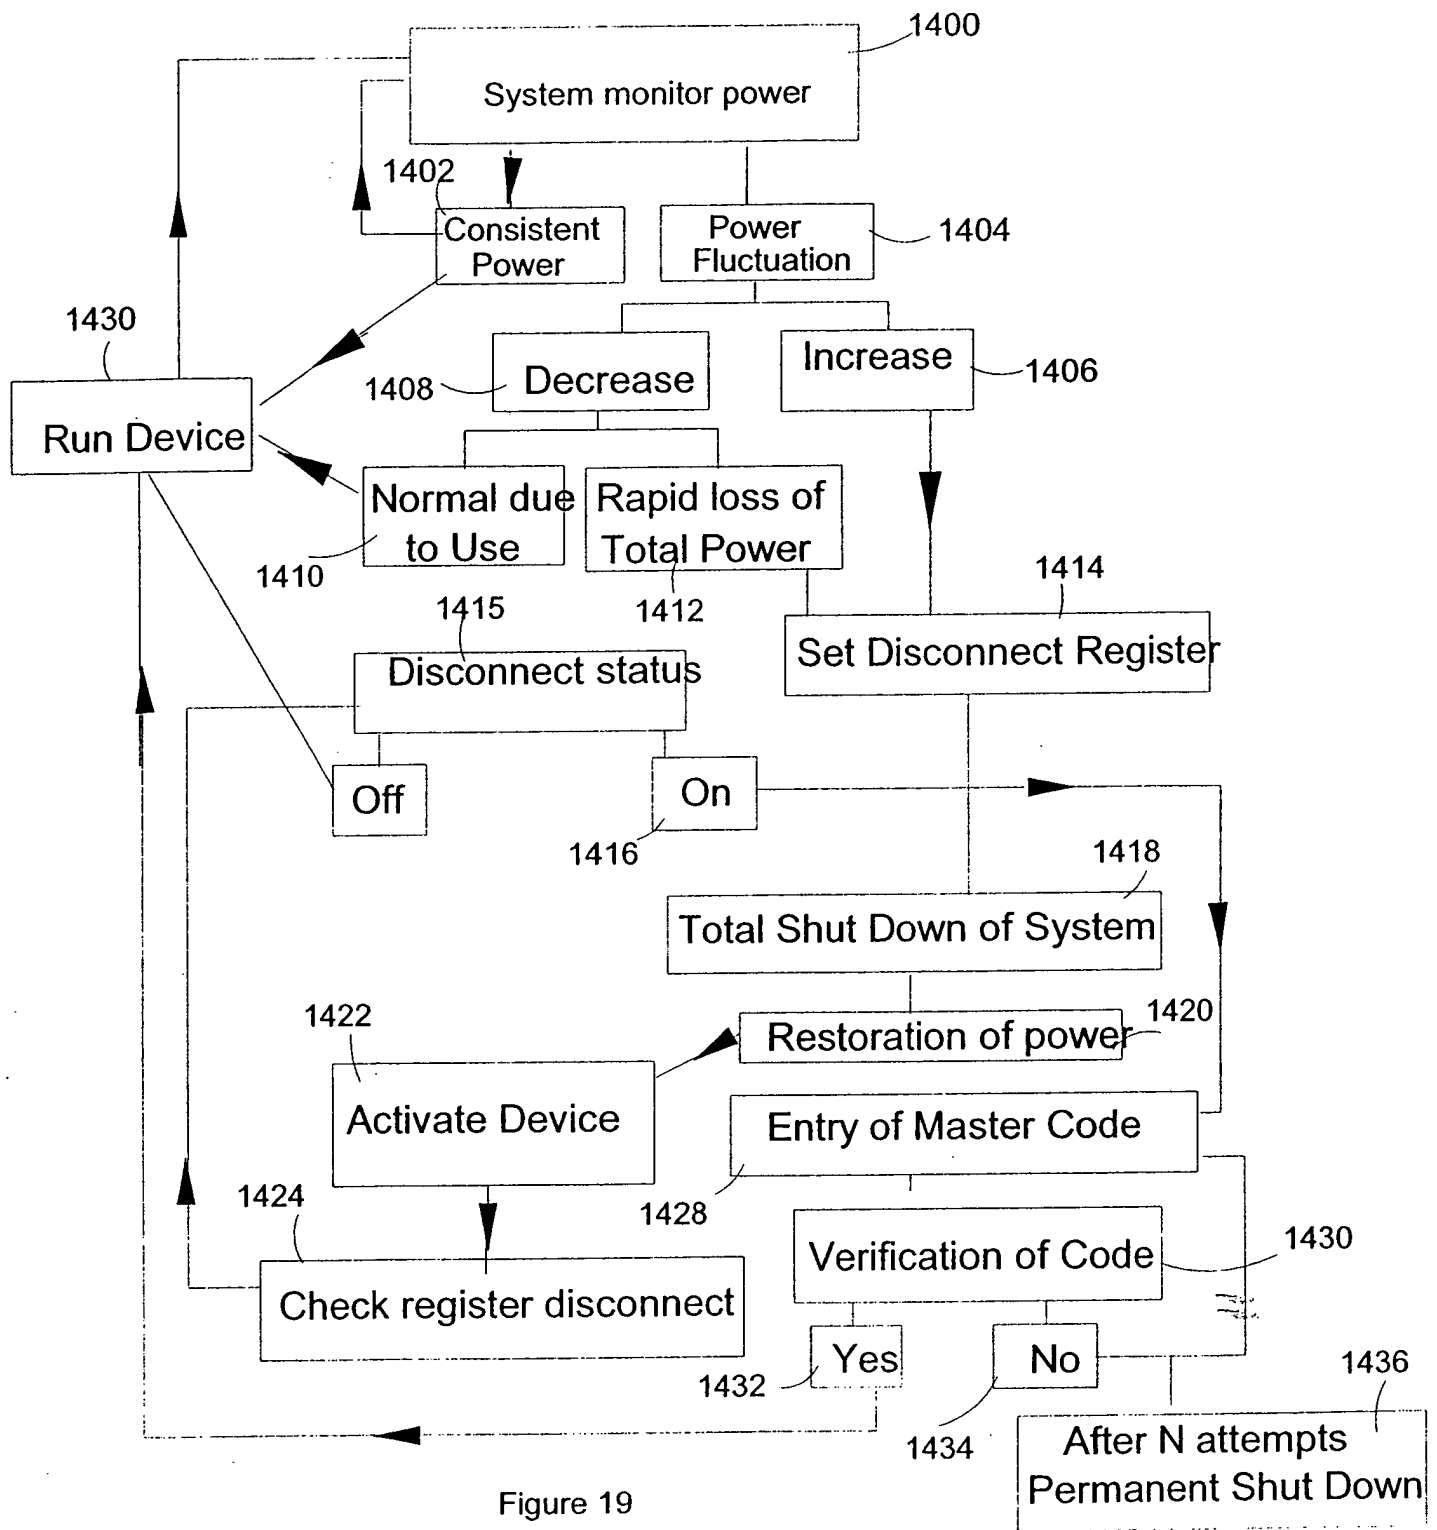 1400
System monitor power
1402
Consistent
Power
Power
Fluctuation
1404
1430
Run Device
1408
Decrease
Increase
1406
Normal due
to Use
1410
Rapid loss of
Total Power
1412
1414
Set Disconnect Register
1415
Disconnect status
Off
On
1416
1418
Total Shut Down of System
1420
Restoration of power
1422
Activate Device
Entry of Master Code
1428
1424
Check register disconnect
Verification of Code
1430
Yes
1432
No
1434
1436
After N attempts
Permanent Shut Down
Figure 19